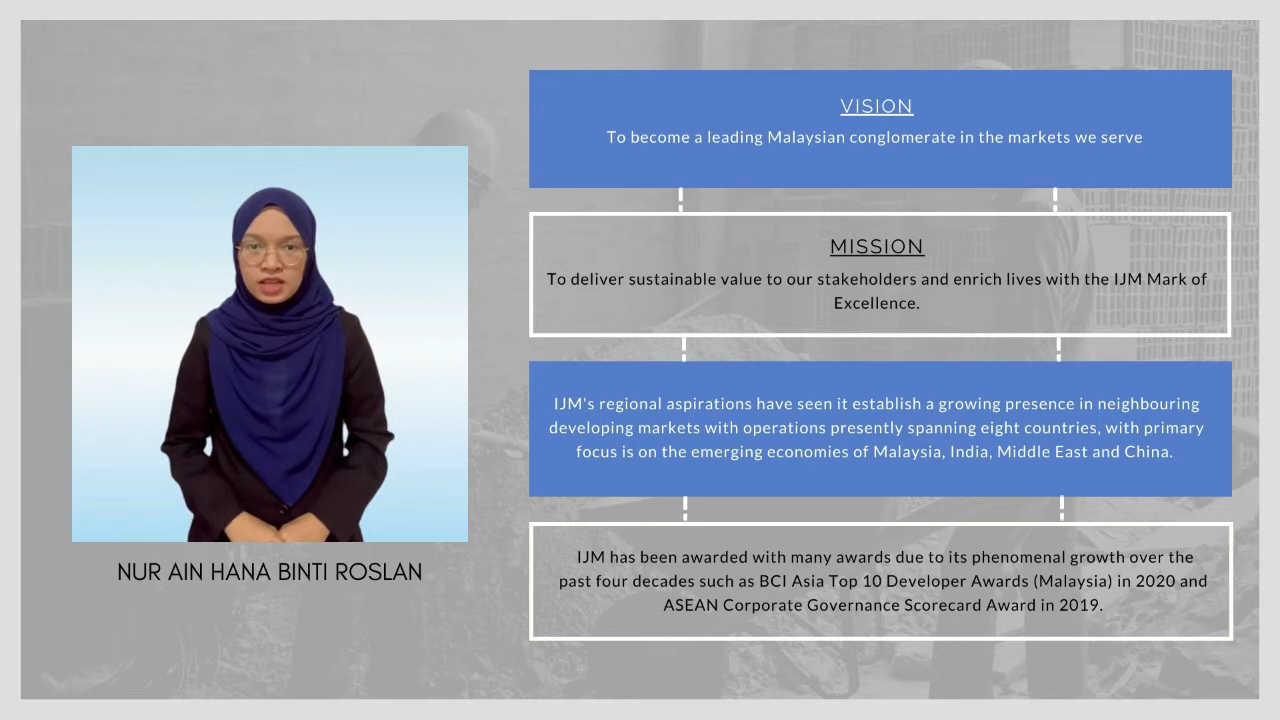 VISION
To become a leading Malaysian conglomerate in the markets we serve
MISSION
To deliver sustainable value to our stakeholders and enrich lives with the IJM Mark of
Excellence.
IJM's regional aspirations have seen it establish a growing presence in neighbouring
developing markets with operations presently spanning eight countries, with primary
focus is on the emerging economies of Malaysia, India, Middle East and China.
IJM has been awarded with many awards due to its phenomenal growth over the
past four decades such as BCI Asia Top 10 Developer Awards (Malaysia) in 2020 and
ASEAN Corporate Governance Scorecard Award in 2019.
NUR AIN HANA BINTI ROSLAN